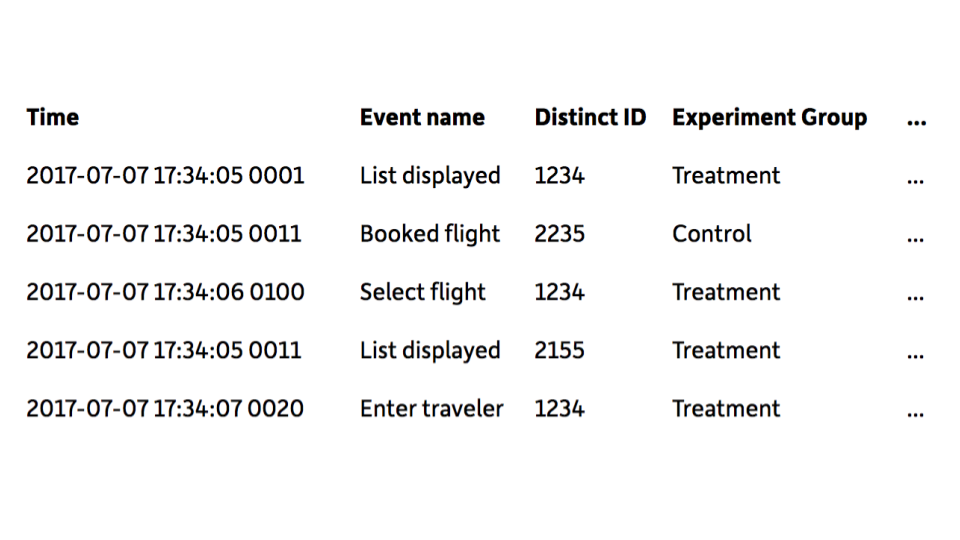 Time Event name Distinct ID Experiment Group ...
2017-07-07 17:34:05 0001 List displayed 1234 Treatment ...
2017-07-07 17:34:05 0011 Booked flight 2235 Control ...
2017-07-07 17:34:06 0100 Select flight 1234 Treatment ...
2017-07-07 17:34:05 0011 List displayed 2155 Treatment ...
2017-07-07 17:34:07 0020 Enter traveler 1234 Treatment ...